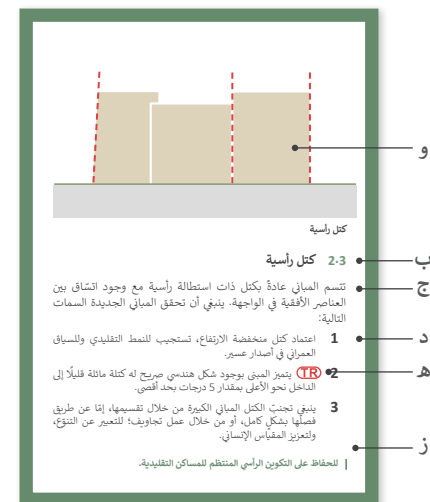 و
كتل رأسية
ب
2·3 كتل رأسية
ج
تتسم المباني عادةً بكتل ذات استطالة رأسية مع وجود اتساق بين
العناصر الأفقية في الواجهة. ينبغي أن تحقق المباني الجديدة السمات
التالية:
د
1 اعتماد كتل منخفضة الارتفاع، تستجيب للنمط التقليدي وللسياق
العمراني في أصدار عسير.
ه
2 TR يتميز المبنى بوجود شكل هندسي صريح له كتلة مائلة قليلًا إلى
الداخل نحو الأعلى بمقدار 5 درجات بحد أقصى.
3 ينبغي تجنبّ الكتل المباني الكبيرة من خلال تقسيمها، إمّا عن طريق
فصلها بشكلٍ كامل، أو من خلال عمل تجاويف؛ للتعبير عن التنوّع،
ولتعزيز المقياس الإنساني.
ز
للحفاظ على التكوين الرأسي المنتظم للمساكن التقليدية.